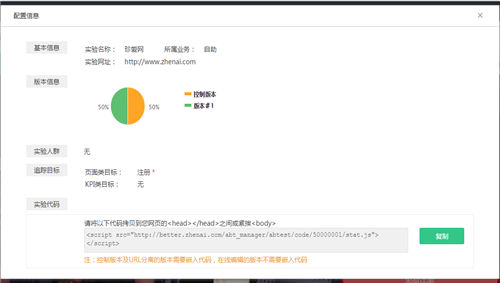 配置信息
×
基本信息
实验名称： 珍爱网 所属业务： 自助
实验网址： http://www.zhenai.com
版本信息
50% 50%
控制版本
版本#1
实验人群 无
追踪目标
页面类目标： 注册 *
KPI类目标： 无
实验代码
请将以下代码拷贝到您网页的<head></head>之间或紧接<body>
<script src="http://better.zhenai.com/abt_manager/abtest/code/50000001/stat.js">
</script>
复制
注：控制版本及URL分离的版本需要嵌入代码，在线编辑的版本不需要嵌入代码